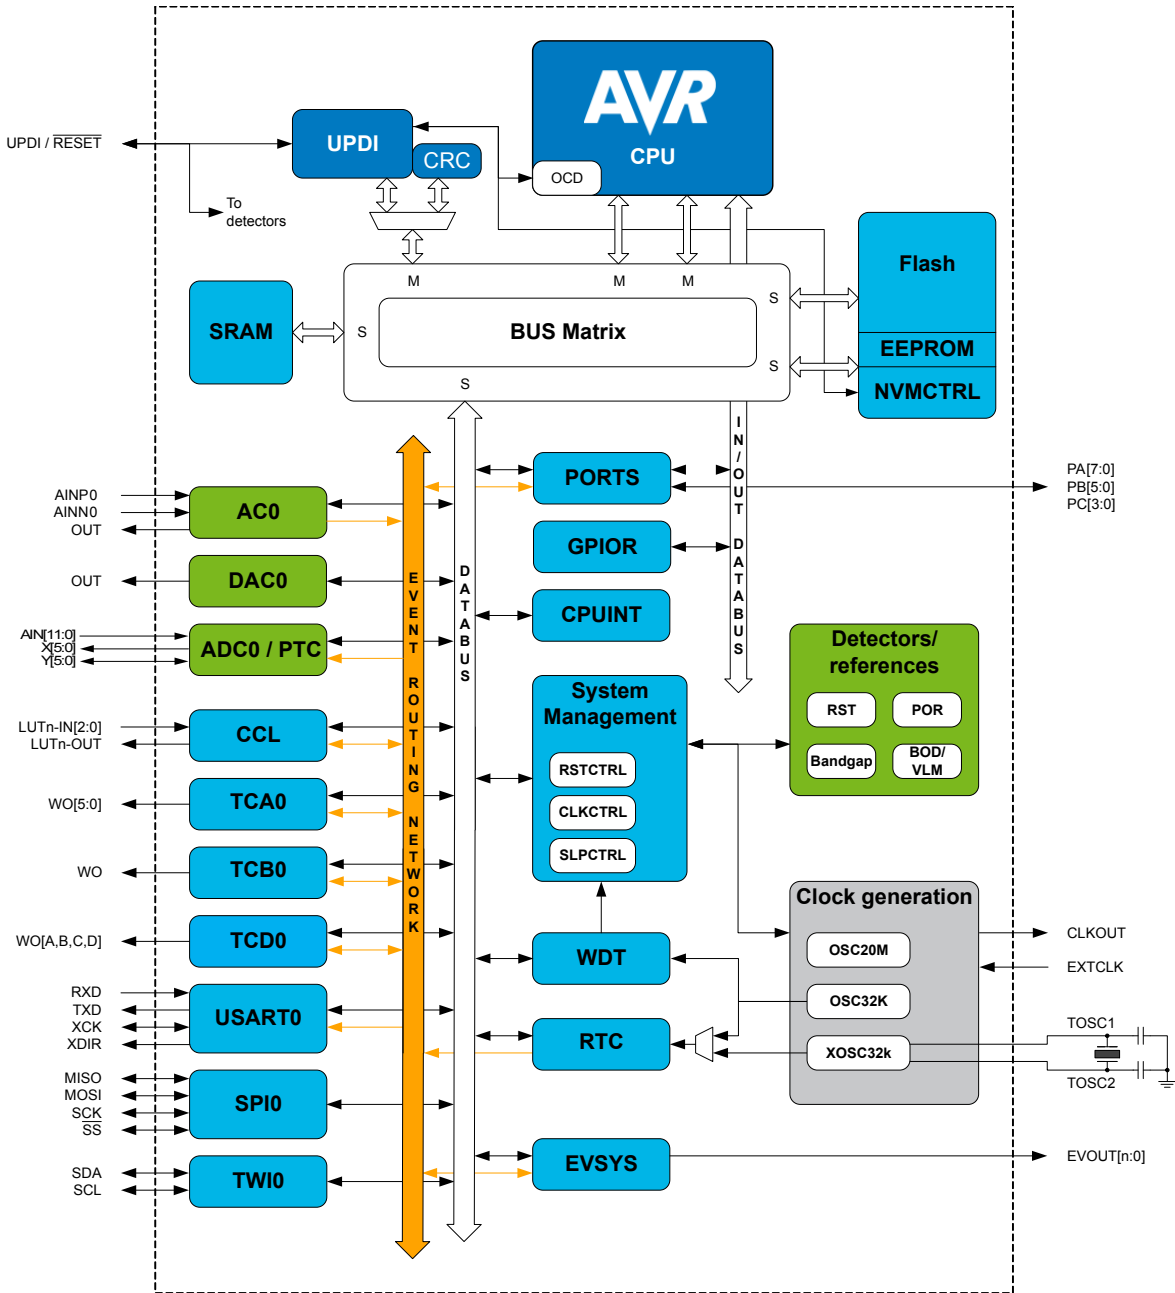 AVR
CPU
OCD
UPDI / RESET
UPDI
CRC
To
detectors
M
M
M
Flash
EEPROM
NVMCTRL
SRAM
S
BUS Matrix
S
S
S
IN/OUT DATABUS
DATABUS
EVENT ROUTING NETWORK
AINP0
AINN0
OUT
AC0
OUT
DAC0
AIN[11:0]
X[5:0]
Y[5:0]
ADC0 / PTC
LUTn-IN[2:0]
LUTn-OUT
CCL
WO[5:0]
TCA0
WO
TCB0
WO[A,B,C,D]
TCD0
RXD
TXD
XCK
XDIR
USART0
MISO
MOSI
SCK
SS
SPI0
SDA
SCL
TWI0
PORTS
GPIOR
CPUINT
System
Management
RSTCTRL
CLKCTRL
SLPCTRL
WDT
RTC
EVSYS
PA[7:0]
PB[5:0]
PC[3:0]
Detectors/
references
RST
POR
Bandgap
BOD/
VLM
Clock generation
OSC20M
OSC32K
XOSC32k
CLKOUT
EXTCLK
TOSC1
TOSC2
EVOUT[n:0]